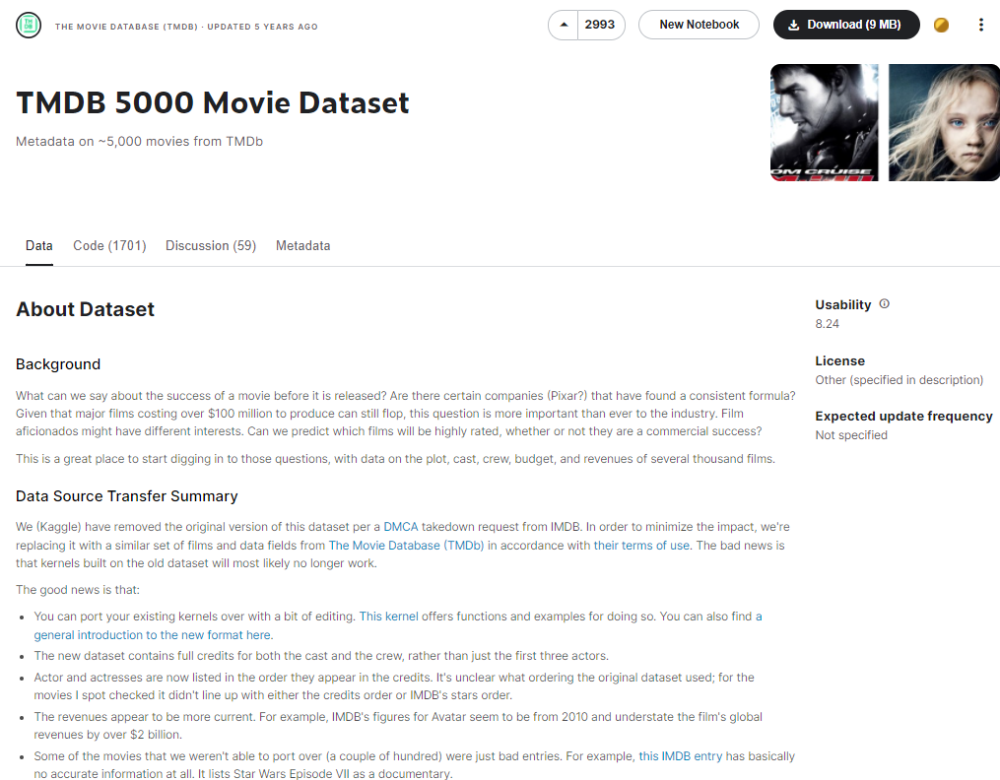 THE MOVIE DATABASE (TMDB) · UPDATED 5 YEARS AGO
2993
New Notebook
Download (9 MB)
TMDB 5000 Movie Dataset
Metadata on ~5,000 movies from TMDb
OM CRUISE
Data
Code (1701)
Discussion (59)
Metadata
About Dataset
Background
What can we say about the success of a movie before it is released? Are there certain companies (Pixar?) that have found a consistent formula?
Given that major films costing over $100 million to produce can still flop, this question is more important than ever to the industry. Film
aficionados might have different interests. Can we predict which films will be highly rated, whether or not they are a commercial success?
This is a great place to start digging in to those questions, with data on the plot, cast, crew, budget, and revenues of several thousand films.
Data Source Transfer Summary
We (Kaggle) have removed the original version of this dataset per a DMCA takedown request from IMDB. In order to minimize the impact, we're
replacing it with a similar set of films and data fields from The Movie Database (TMDb) in accordance with their terms of use. The bad news is
that kernels built on the old dataset will most likely no longer work.
The good news is that:
• You can port your existing kernels over with a bit of editing. This kernel offers functions and examples for doing so. You can also find a
general introduction to the new format here.
• The new dataset contains full credits for both the cast and the crew, rather than just the first three actors.
• Actor and actresses are now listed in the order they appear in the credits. It's unclear what ordering the original dataset used; for the
movies I spot checked it didn't line up with either the credits order or IMDB's stars order.
• The revenues appear to be more current. For example, IMDB's figures for Avatar seem to be from 2010 and understate the film's global
revenues by over $2 billion.
• Some of the movies that we weren't able to port over (a couple of hundred) were just bad entries. For example, this IMDB entry has basically
no accurate information at all. It lists Star Wars Episode VII as a documentary.
Usability
8.24
License
Other (specified in description)
Expected update frequency
Not specified